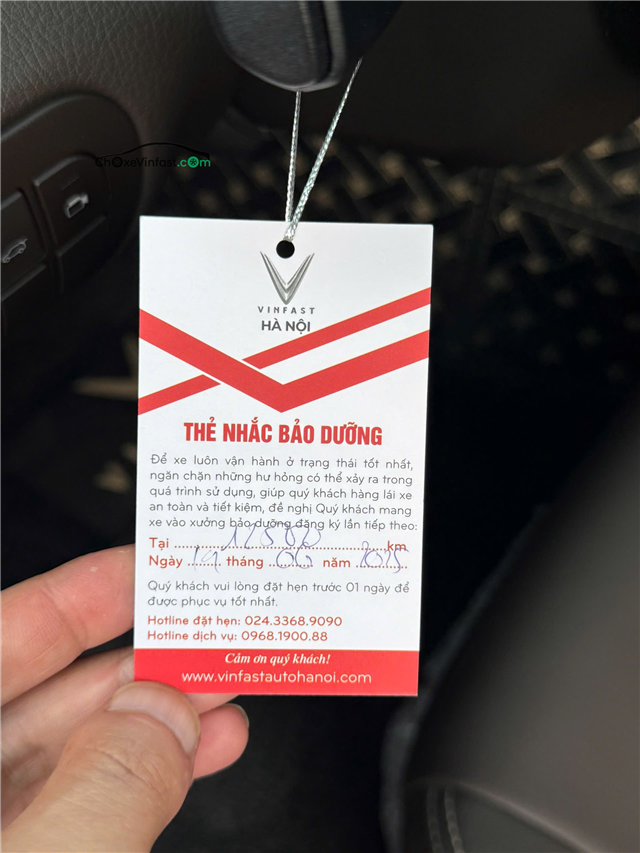 ChOxeVinfast.com
VINFAST
HÀ NỘI
THẺ NHẮC BẢO DƯỠNG
Để xe luôn vận hành ở trạng thái tốt nhất,
ngăn chặn những hư hỏng có thể xảy ra trong
quá trình sử dụng, giúp quý khách hàng lái xe
an toàn và tiết kiệm, đề nghị Quý khách mang
xe vào xưởng bảo dưỡng đăng ký lần tiếp theo:
Tại ... km
Ngày ... tháng 06 năm 2025
Quý khách vui lòng đặt hẹn trước 01 ngày để
được phục vụ tốt nhất.
Hotline đặt hẹn: 024.3368.9090
Hotline dịch vụ: 0968.1900.88
Cảm ơn quý khách!
www.vinfastautohanoi.com